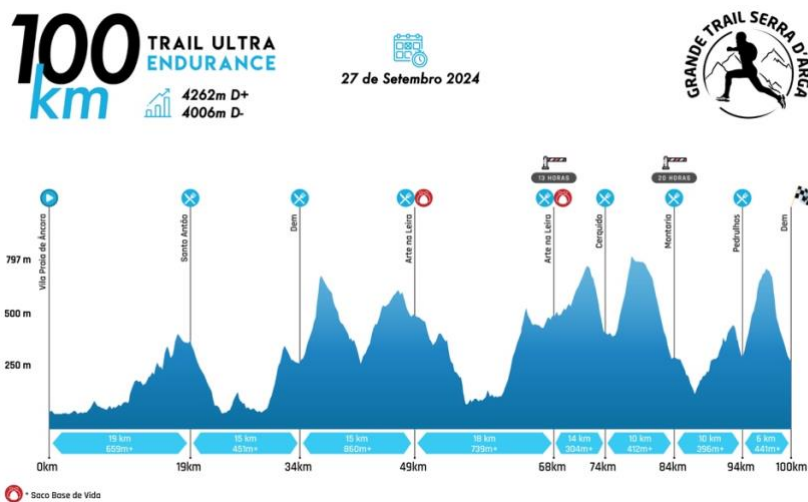 100
km
TRAIL ULTRA
ENDURANCE
4262m D+
4006m D-
27 de Setembro 2024
GRANDE TRAIL SERRA D'ARGA
13 HORAS
20 HORAS
Vila Praia de Âncora
Santo Antão
Dem
Arte na Leira
Arte na Leira
Cerquido
Montaria
Pedrulhos
Dem
797 m
500 m
250 m
19 km
659m+
15 km
451m+
15 km
860m+
18 km
739m+
14 km
304m+
10 km
412m+
10 km
396m+
6 km
441m+
0km
19km
34km
49km
68km
74km
84km
94km
100km
* Saco Base de Vida